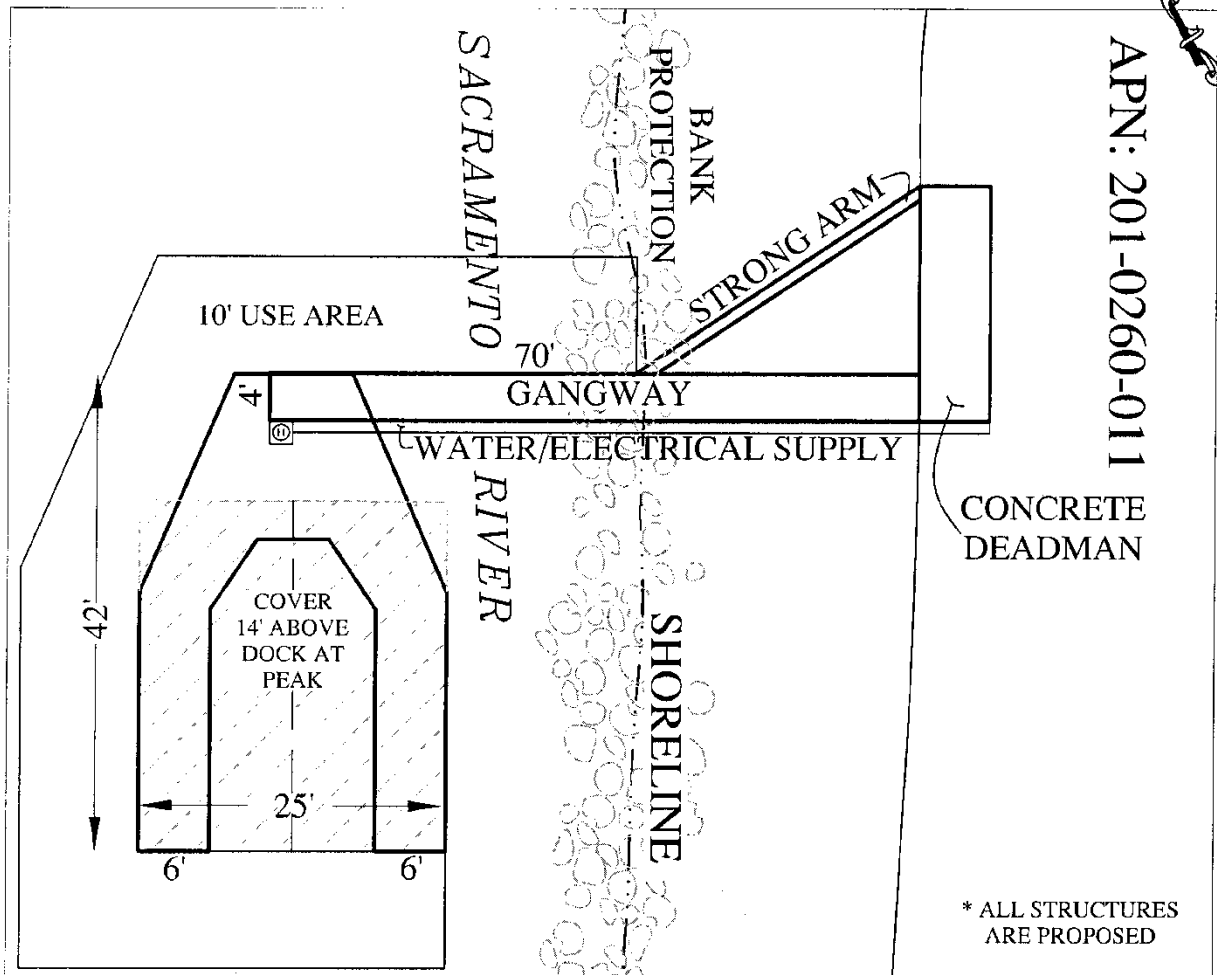 APN: 201-0260-011
SACRAMENTO
RIVER
BANK
PROTECTION
STRONG ARM
10' USE AREA
70'
4'
GANGWAY
WATER/ELECTRICAL SUPPLY
CONCRETE
DEADMAN
SHORELINE
42'
COVER
14' ABOVE
DOCK AT
PEAK
25'
6'
6'
* ALL STRUCTURES
ARE PROPOSED